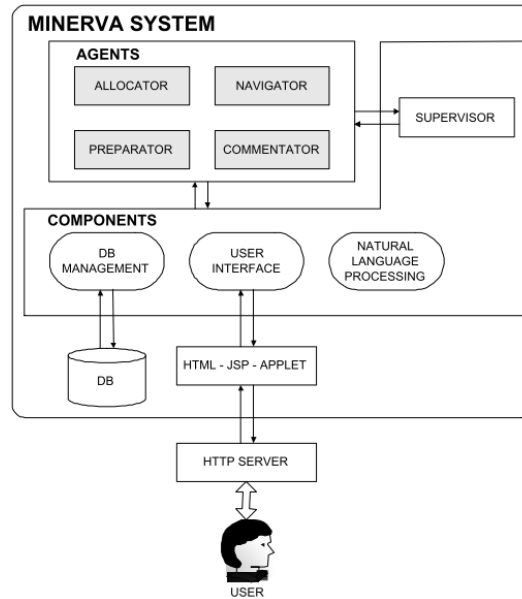 MINERVA SYSTEM
AGENTS
ALLOCATOR
NAVIGATOR
PREPARATOR
COMMENTATOR
SUPERVISOR
COMPONENTS
DB
MANAGEMENT
USER
INTERFACE
NATURAL
LANGUAGE
PROCESSING
DB
HTML - JSP - APPLET
HTTP SERVER
USER